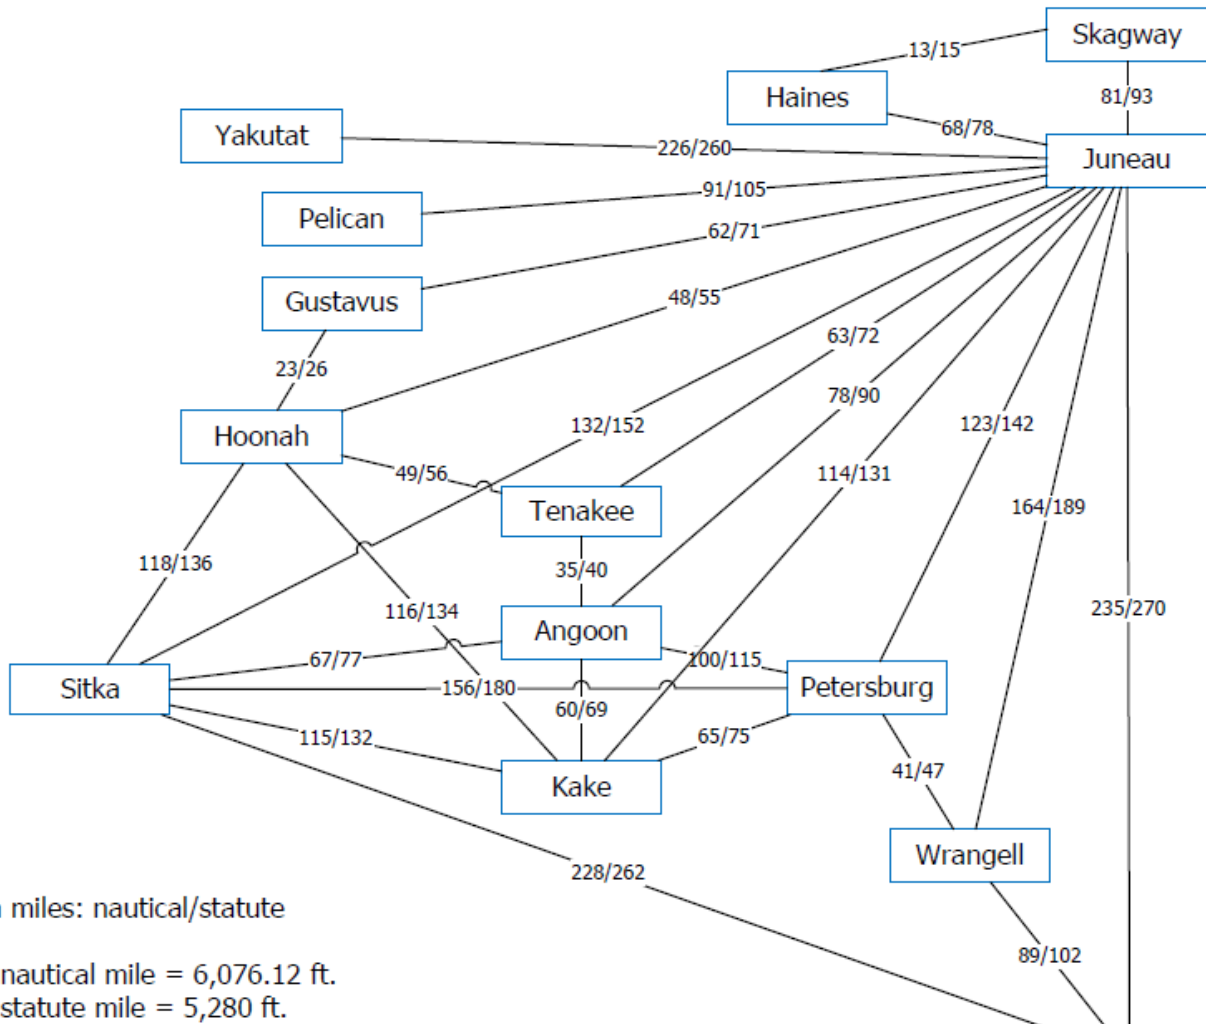 Skagway
13/15
Haines
81/93
Yakutat
68/78
226/260
Juneau
91/105
Pelican
62/71
Gustavus
48/55
63/72
23/26
78/90
132/152
123/142
Hoonah
49/56
114/131
164/189
Tenakee
118/136
35/40
116/134
235/270
Angoon
67/77
100/115
Sitka
156/180
Petersburg
60/69
115/132
65/75
41/47
Kake
Wrangell
228/262
miles: nautical/statute
89/102
nautical mile = 6,076.12 ft.
statute mile = 5,280 ft.